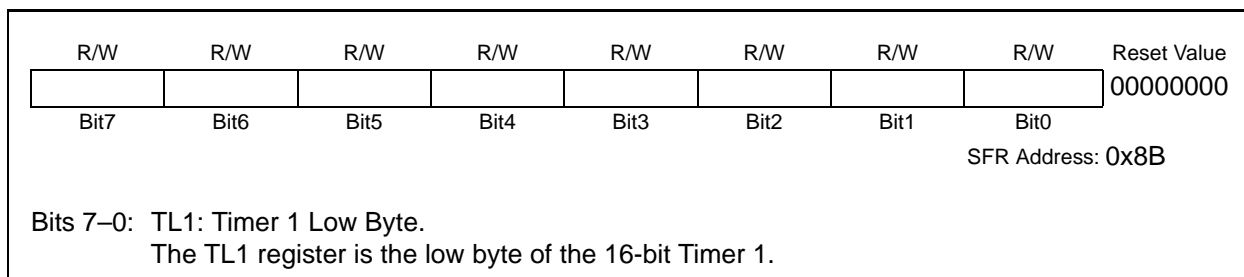 R/W R/W R/W R/W R/W R/W R/W R/W Reset Value
00000000
Bit7 Bit6 Bit5 Bit4 Bit3 Bit2 Bit1 Bit0
SFR Address: 0x8B
Bits 7–0: TL1: Timer 1 Low Byte.
The TL1 register is the low byte of the 16-bit Timer 1.